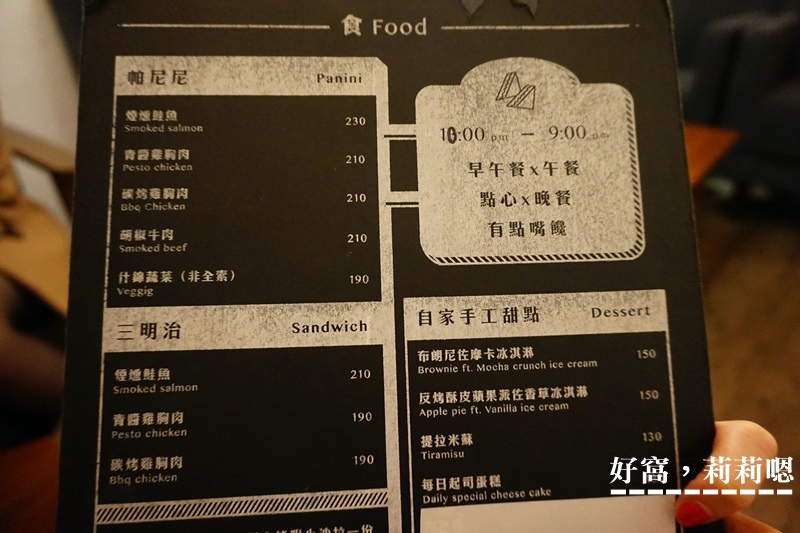 食 Food
帕尼尼 Panini
煙燻鮭魚 230
Smoked salmon
青醬雞胸肉 210
Pesto chicken
碳烤雞胸肉 210
Bbq Chicken
胡椒牛肉 210
Smoked beef
什錦蔬菜（非全素） 190
Veggig
三明治 Sandwich
煙燻鮭魚 210
Smoked salmon
青醬雞胸肉 190
Pesto chicken
碳烤雞胸肉 190
Bbq chicken
10:00 — 9:00
早午餐x午餐
點心x晚餐
有點嘴饞
自家手工甜點 Dessert
布朗尼佐摩卡冰淇淋 150
Brownie ft. Mocha crunch ice cream
反烤酥皮蘋果派佐香草冰淇淋 150
Apple pie ft. Vanilla ice cream
提拉米蘇 130
Tiramisu
每日起司蛋糕
Daily special cheese cake
小沙拉一份
好窩，莉莉嗯